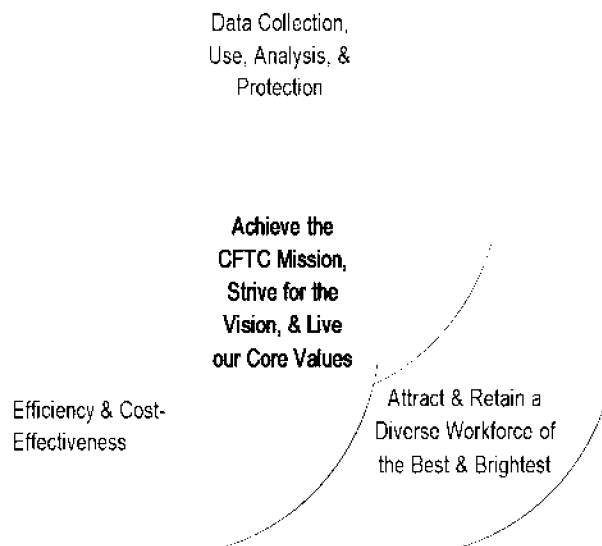 Data Collection,
Use, Analysis, &
Protection
Achieve the
CFTC Mission,
Strive for the
Vision, & Live
our Core Values
Efficiency & Cost-
Effectiveness
Attract & Retain a
Diverse Workforce of
the Best & Brightest